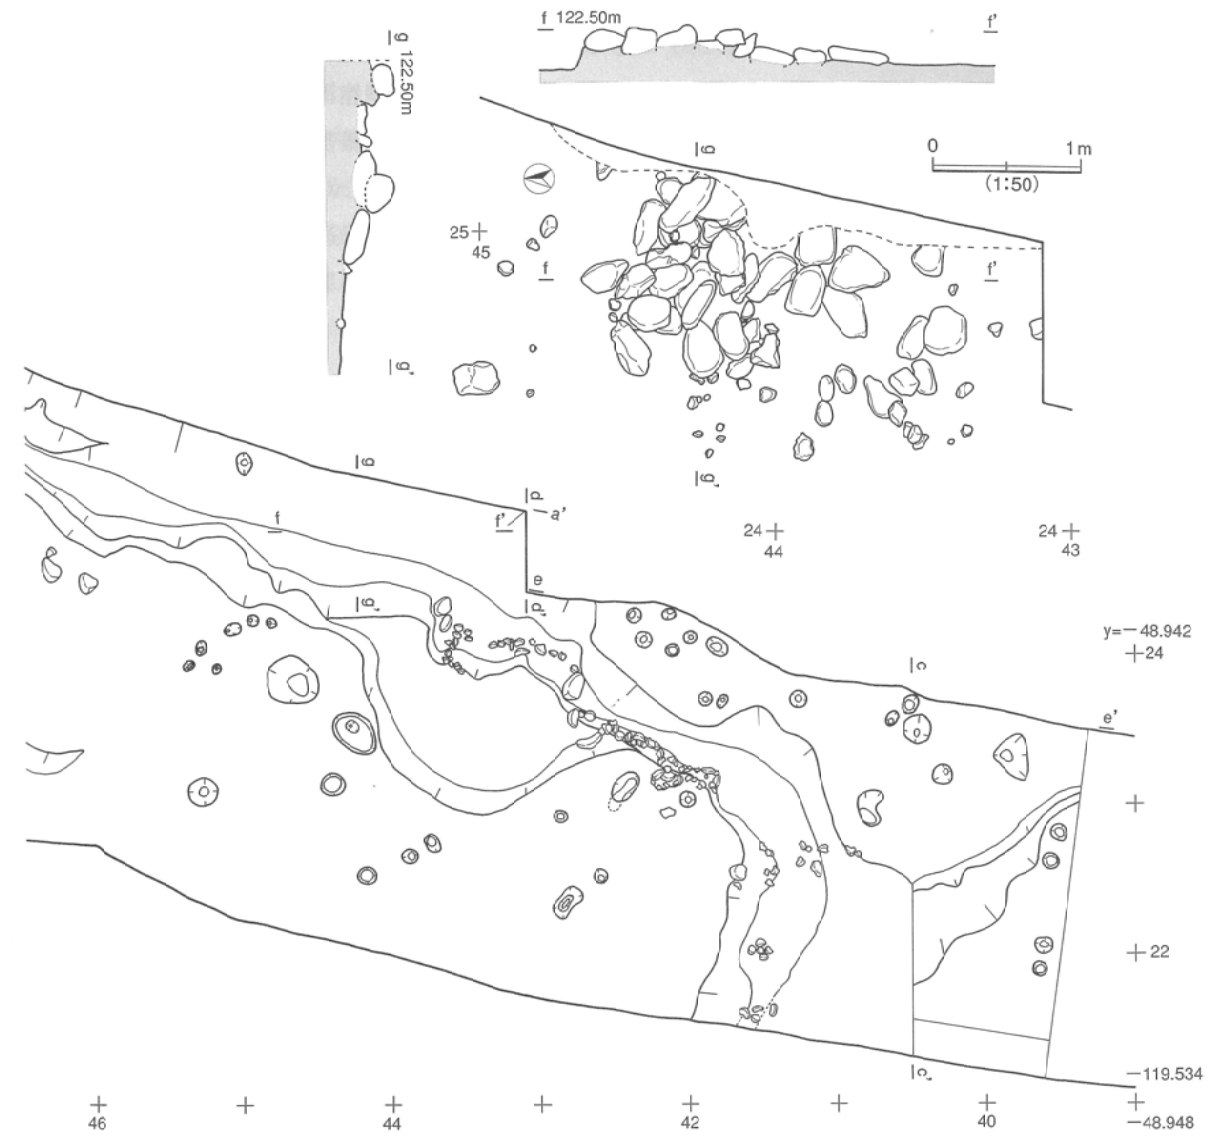 f 122.50m
f'
g 122.50m
g
0
1m
(1:50)
25
45
f
f'
g'
g'
g
d
a'
f
f'
24
44
24
43
e
g'
d'
y=－48.942
24
c
e'
22
c'
－119.534
46
44
42
40
－48.948